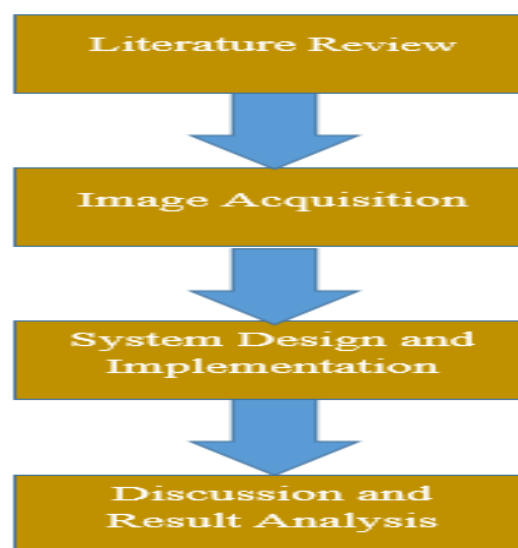 Literature Review
Image Acquisition
System Design and
Implementation
Discussion and
Result Analysis